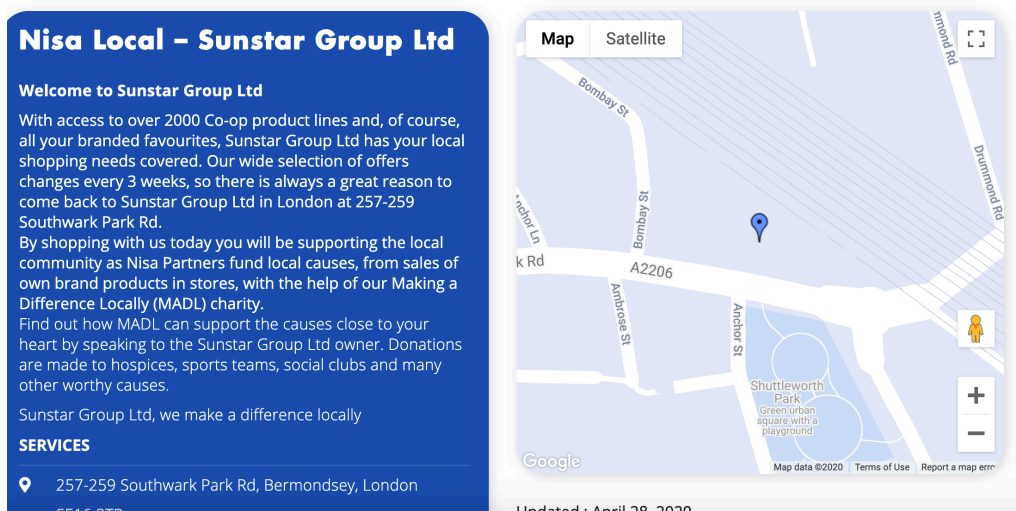 Nisa Local – Sunstar Group Ltd
Welcome to Sunstar Group Ltd
With access to over 2000 Co-op product lines and, of course,
all your branded favourites, Sunstar Group Ltd has your local
shopping needs covered. Our wide selection of offers
changes every 3 weeks, so there is always a great reason to
come back to Sunstar Group Ltd in London at 257-259
Southwark Park Rd.
By shopping with us today you will be supporting the local
community as Nisa Partners fund local causes, from sales of
own brand products in stores, with the help of our Making a
Difference Locally (MADL) charity.
Find out how MADL can support the causes close to your
heart by speaking to the Sunstar Group Ltd owner. Donations
are made to hospices, sports teams, social clubs and many
other worthy causes.
Sunstar Group Ltd, we make a difference locally
SERVICES
257-259 Southwark Park Rd, Bermondsey, London
Map
Satellite
mmond Rd
Bombay St
Drummond Rd
Anchor Ln
Bombay St
k Rd
A2206
Ambrose St
Anchor St
Shuttleworth
Park
Green urban
square with a
playground
Google
Map data ©2020
Terms of Use
Report a map erro
Updated : April 28, 2020